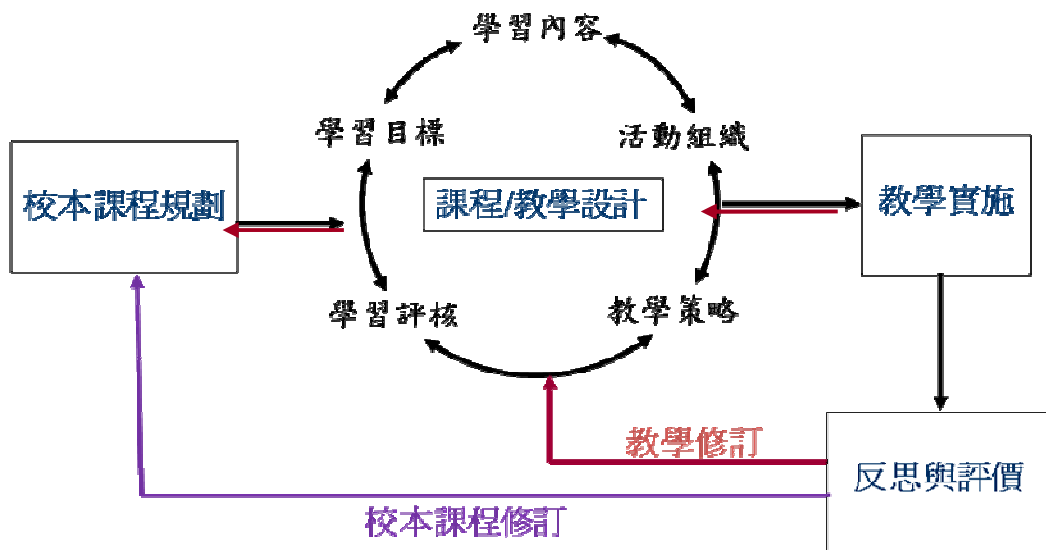 學習內容
學習目標
活動組織
校本課程規劃
課程/教學設計
教學實施
學習評核
教學策略
教學修訂
反思與評價
校本課程修訂